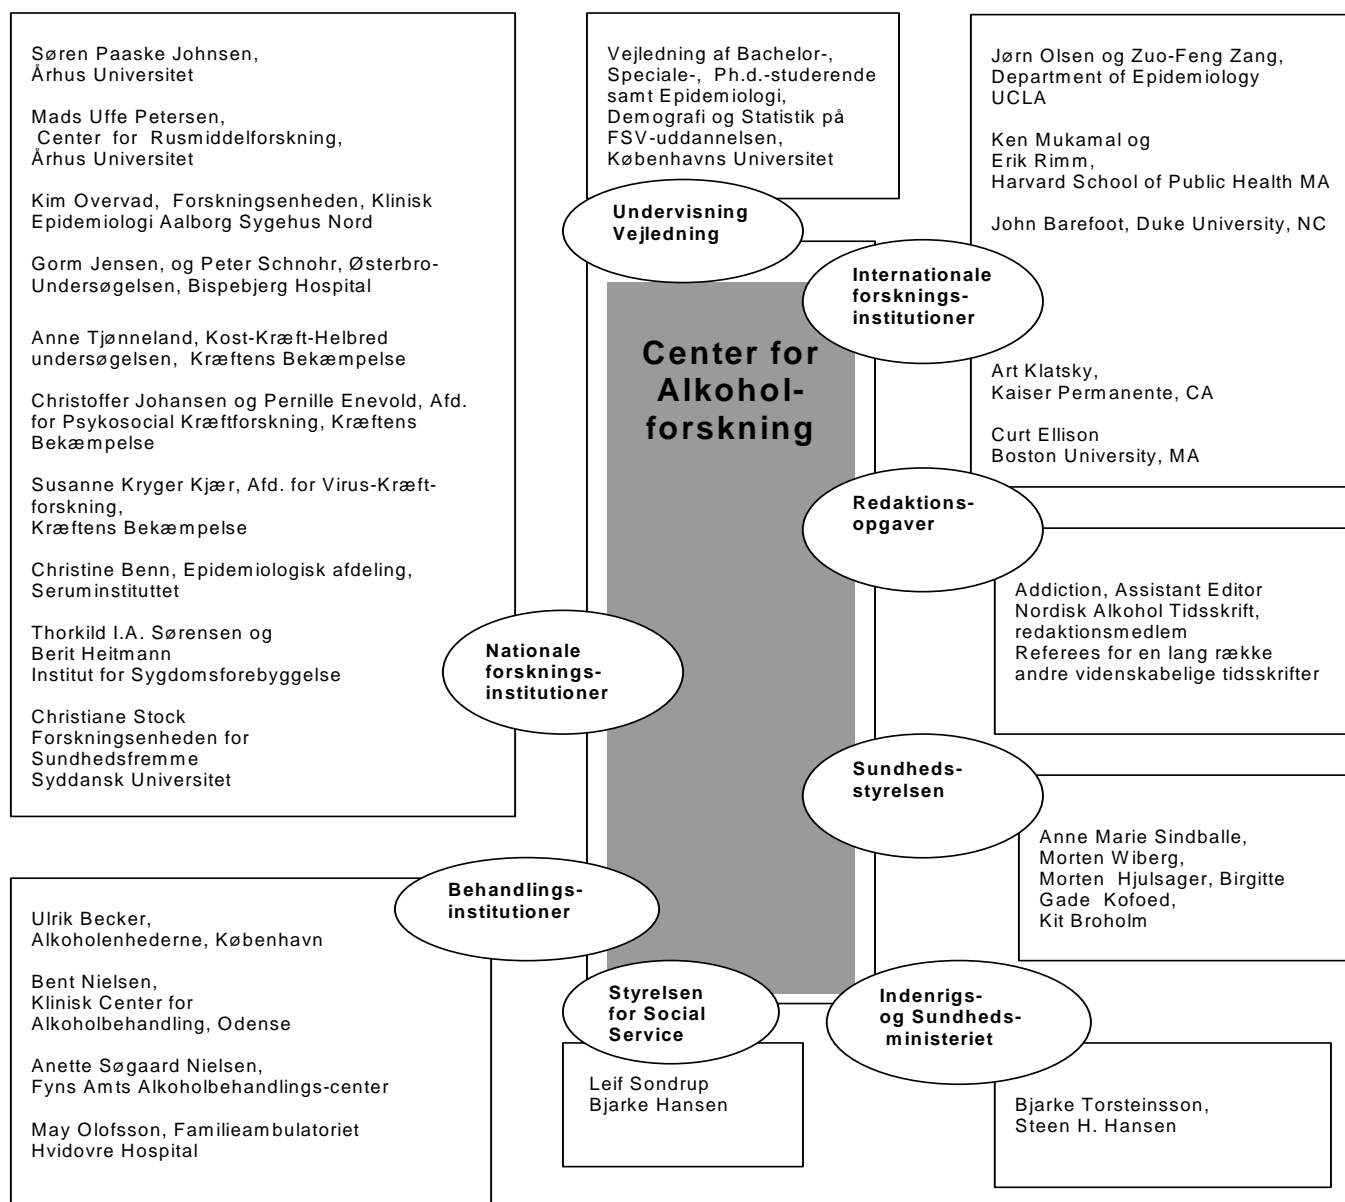 Søren Paaske Johnsen,
Århus Universitet
Mads Uffe Petersen,
Center for Rusmiddelforskning,
Århus Universitet
Kim Overvad, Forskningsenheden, Klinisk
Epidemiologi Aalborg Sygehus Nord
Gorm Jensen, og Peter Schnohr, Østerbro-
Undersøgelsen, Bispebjerg Hospital
Anne Tjønneland, Kost-Kræft-Helbred
undersøgelsen, Kræftens Bekæmpelse
Christoffer Johansen og Pernille Enevold, Afd.
for Psykosocial Kræftforskning, Kræftens
Bekæmpelse
Susanne Kryger Kjær, Afd. for Virus-Kræft-
forskning,
Kræftens Bekæmpelse
Christine Benn, Epidemiologisk afdeling,
Seruminstituttet
Thorkild I.A. Sørensen og
Berit Heitmann
Institut for Sygdomsforebyggelse
Christiane Stock
Forskningsenheden for
Sundhedsfremme
Syddansk Universitet
Nationale
forsknings-
institutioner
Vejledning af Bachelor-,
Speciale-, Ph.d.-studerende
samt Epidemiologi,
Demografi og Statistik på
FSV-uddannelsen,
Københavns Universitet
Undervisning
Vejledning
Center for
Alkohol-
forskning
Jørn Olsen og Zuo-Feng Zang,
Department of Epidemiology
UCLA
Ken Mukamal og
Erik Rimm,
Harvard School of Public Health MA
John Barefoot, Duke University, NC
Internationale
forsknings-
institutioner
Art Klatsky,
Kaiser Permanente, CA
Curt Ellison
Boston University, MA
Redaktions-
opgaver
Addiction, Assistant Editor
Nordisk Alkohol Tidsskrift,
redaktionsmedlem
Referees for en lang række
andre videnskabelige tidsskrifter
Sundheds-
styrelsen
Anne Marie Sindballe,
Morten Wiberg,
Morten Hjulsager, Birgitte
Gade Kofoed,
Kit Broholm
Behandlings-
institutioner
Ulrik Becker,
Alkoholenhederne, København
Bent Nielsen,
Klinisk Center for
Alkoholbehandling, Odense
Anette Søgaard Nielsen,
Fyns Amts Alkoholbehandlings-center
May Olofsson, Familieambulatoriet
Hvidovre Hospital
Styrelsen
for Social
Service
Leif Sondrup
Bjarke Hansen
Indenrigs-
og Sundheds-
ministeriet
Bjarke Torsteinsson,
Steen H. Hansen